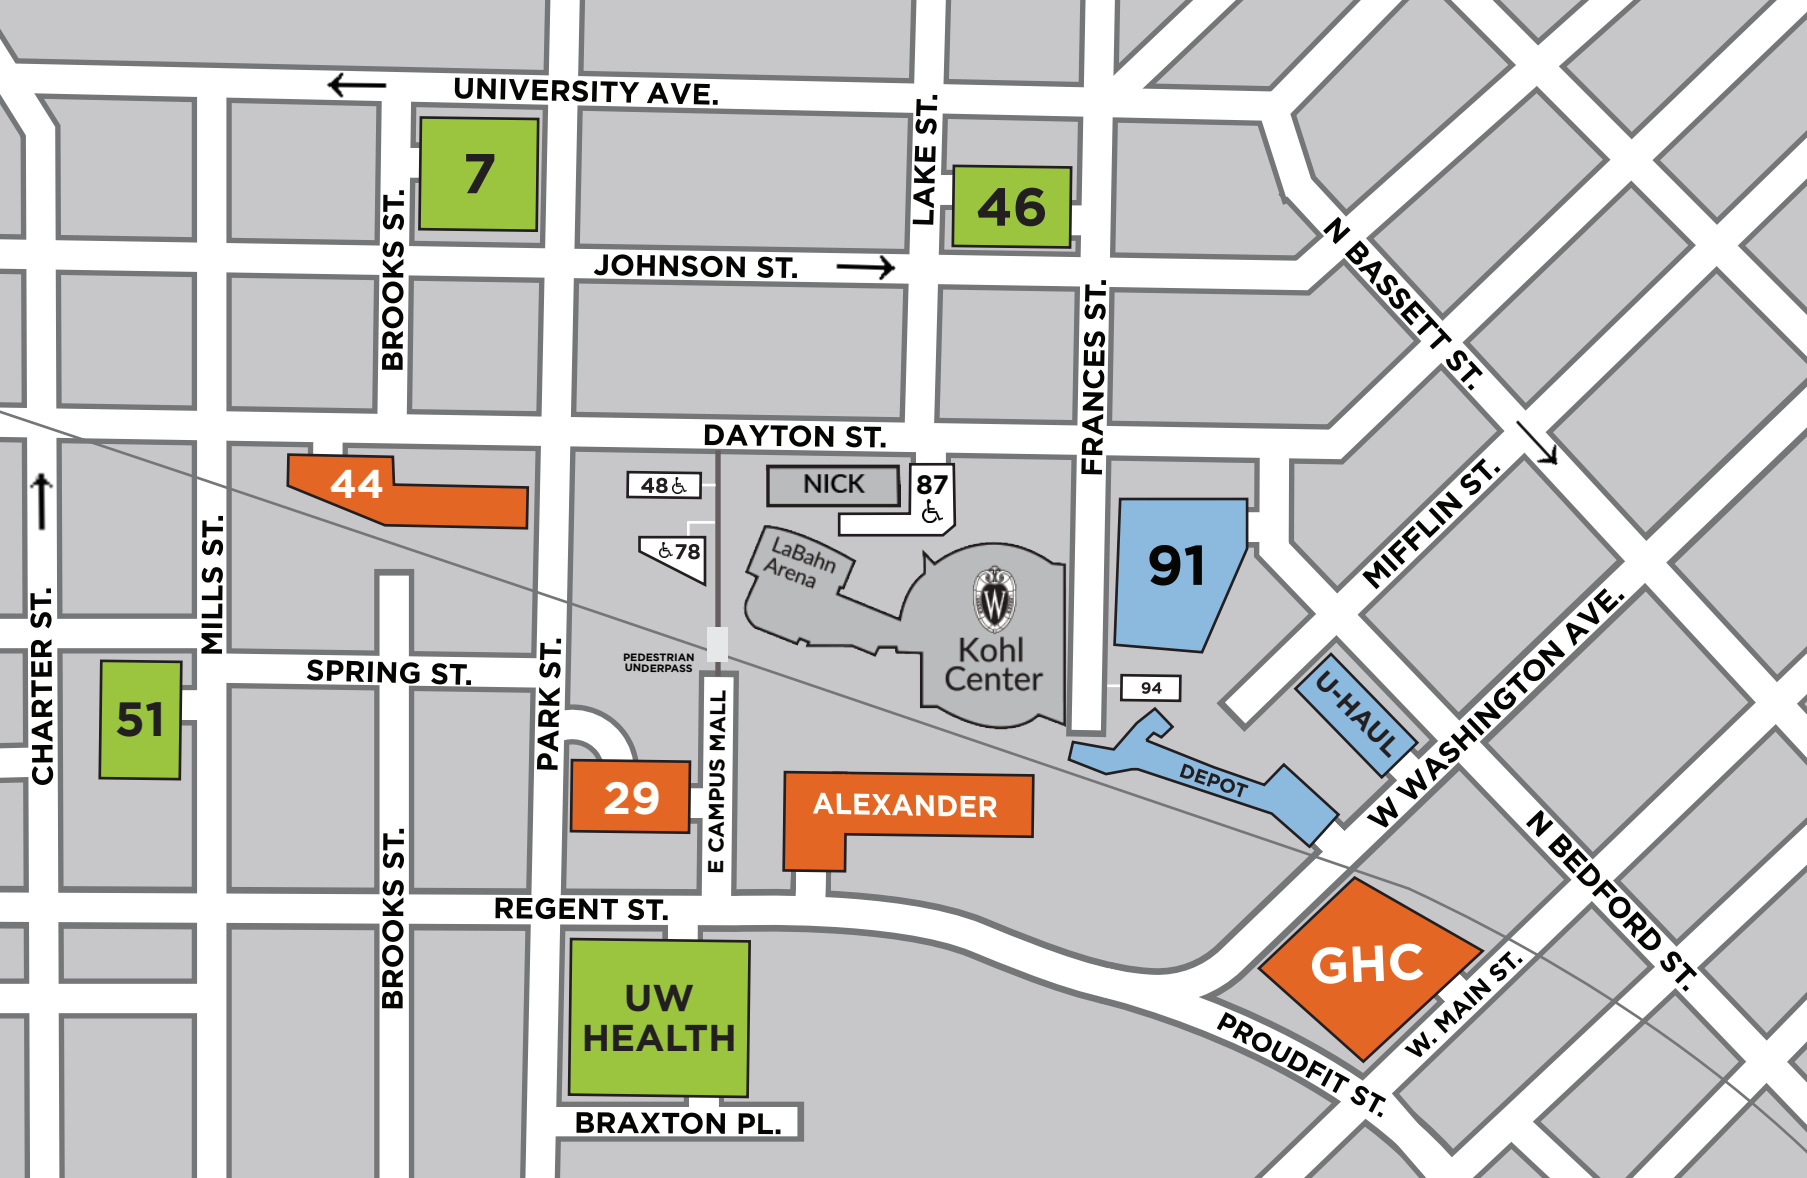 UNIVERSITY AVE.
7
BROOKS ST.
LAKE ST.
46
JOHNSON ST.
N BASSETT ST.
FRANCES ST.
DAYTON ST.
44
48
NICK
87
78
LaBahn
Arena
W
Kohl
Center
91
MIFFLIN ST.
MILLS ST.
CHARTER ST.
SPRING ST.
PARK ST.
PEDESTRIAN
UNDERPASS
94
51
E CAMPUS MALL
29
ALEXANDER
DEPOT
U-HAUL
W WASHINGTON AVE.
N BEDFORD ST.
BROOKS ST.
REGENT ST.
GHC
W. MAIN ST.
UW
HEALTH
PROUDFIT ST.
BRAXTON PL.